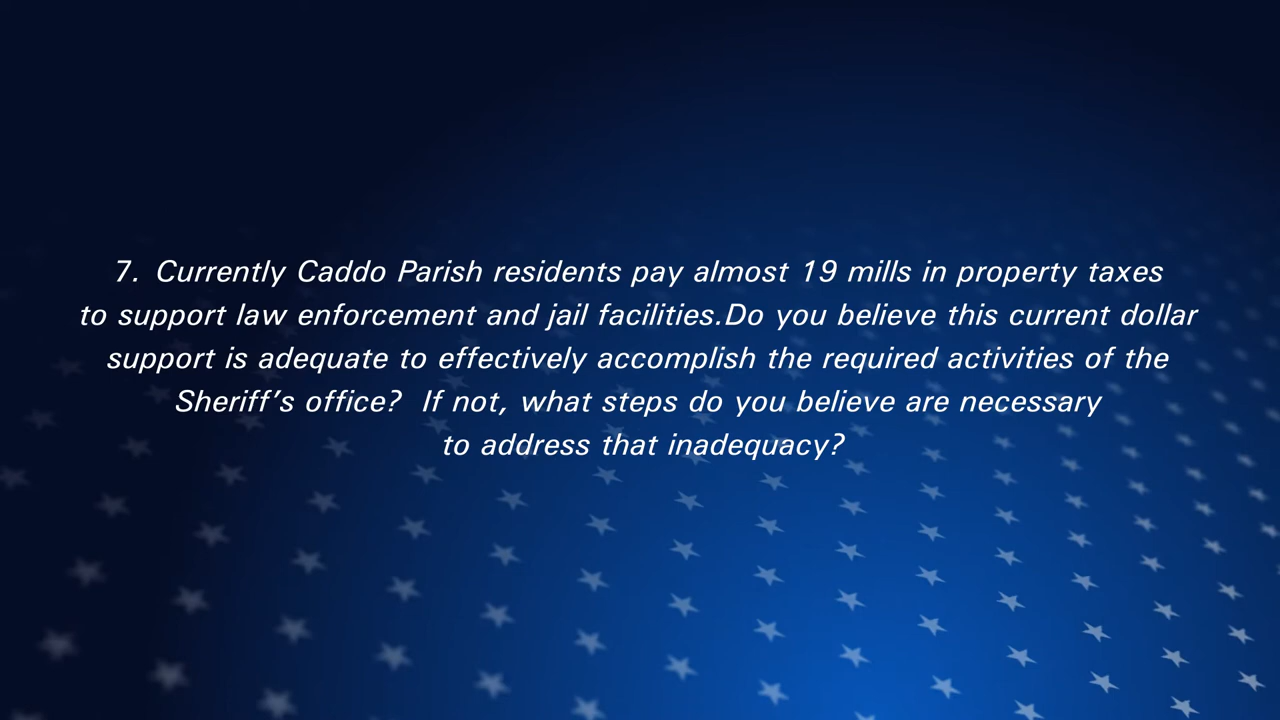 7. Currently Caddo Parish residents pay almost 19 mills in property taxes
to support law enforcement and jail facilities.Do you believe this current dollar
support is adequate to effectively accomplish the required activities of the
Sheriff's office? If not, what steps do you believe are necessary
to address that inadequacy?